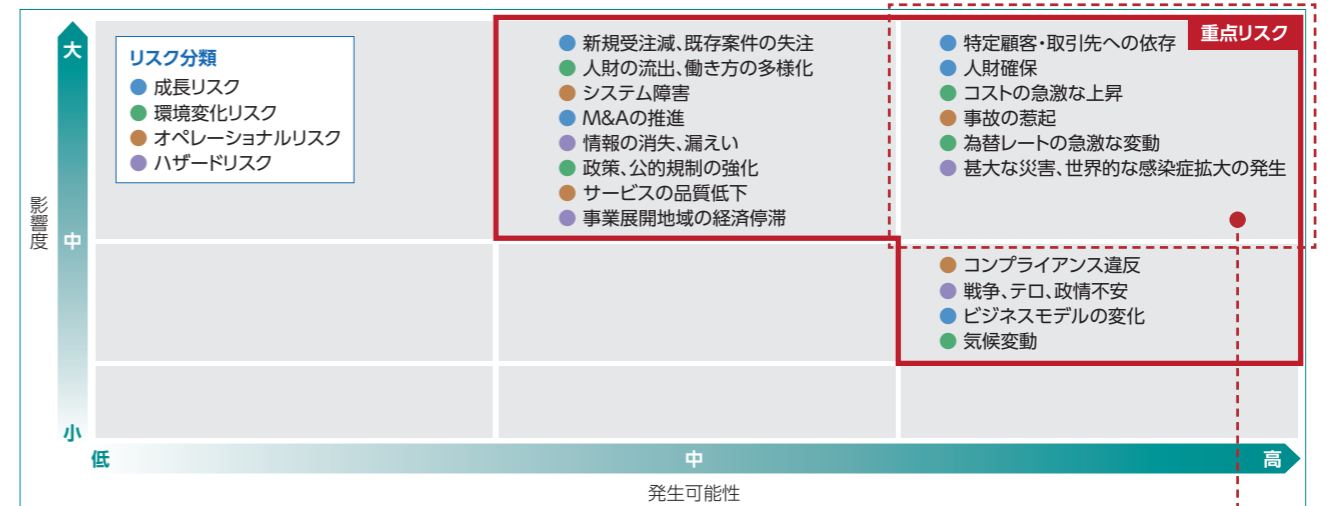 大
影響度
中
小
リスク分類
成長リスク
環境変化リスク
オペレーショナルリスク
ハザードリスク
新規受注減、既存案件の失注
人財の流出、働き方の多様化
システム障害
M&Aの推進
情報の消失、漏えい
政策、公的規制の強化
サービスの品質低下
事業展開地域の経済停滞
重点リスク
特定顧客・取引先への依存
人財確保
コストの急激な上昇
事故の惹起
為替レートの急激な変動
甚大な災害、世界的な感染症拡大の発生
コンプライアンス違反
戦争、テロ、政情不安
ビジネスモデルの変化
気候変動
低
中
高
発生可能性